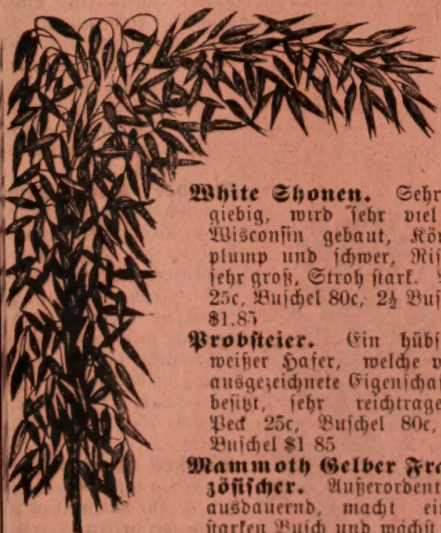 White Shonen. Sehr
giebig, wird sehr viel
Wisconsin gebaut, Kör
plump und schwer, Ris
sehr groß, Stroh stark.
25c, Buschel 80c, 2½ Bus
$1.85
Probsteier. Ein hübs
weißer Hafer, welche v
ausgezeichnete Eigenschaf
besitzt, sehr reichtrage
Peck 25c, Buschel 80c,
Buschel $1 85
Mammoth Gelber Fra
zösischer. Außerordent
ausdauernd, macht ei
starken Busch und wächst